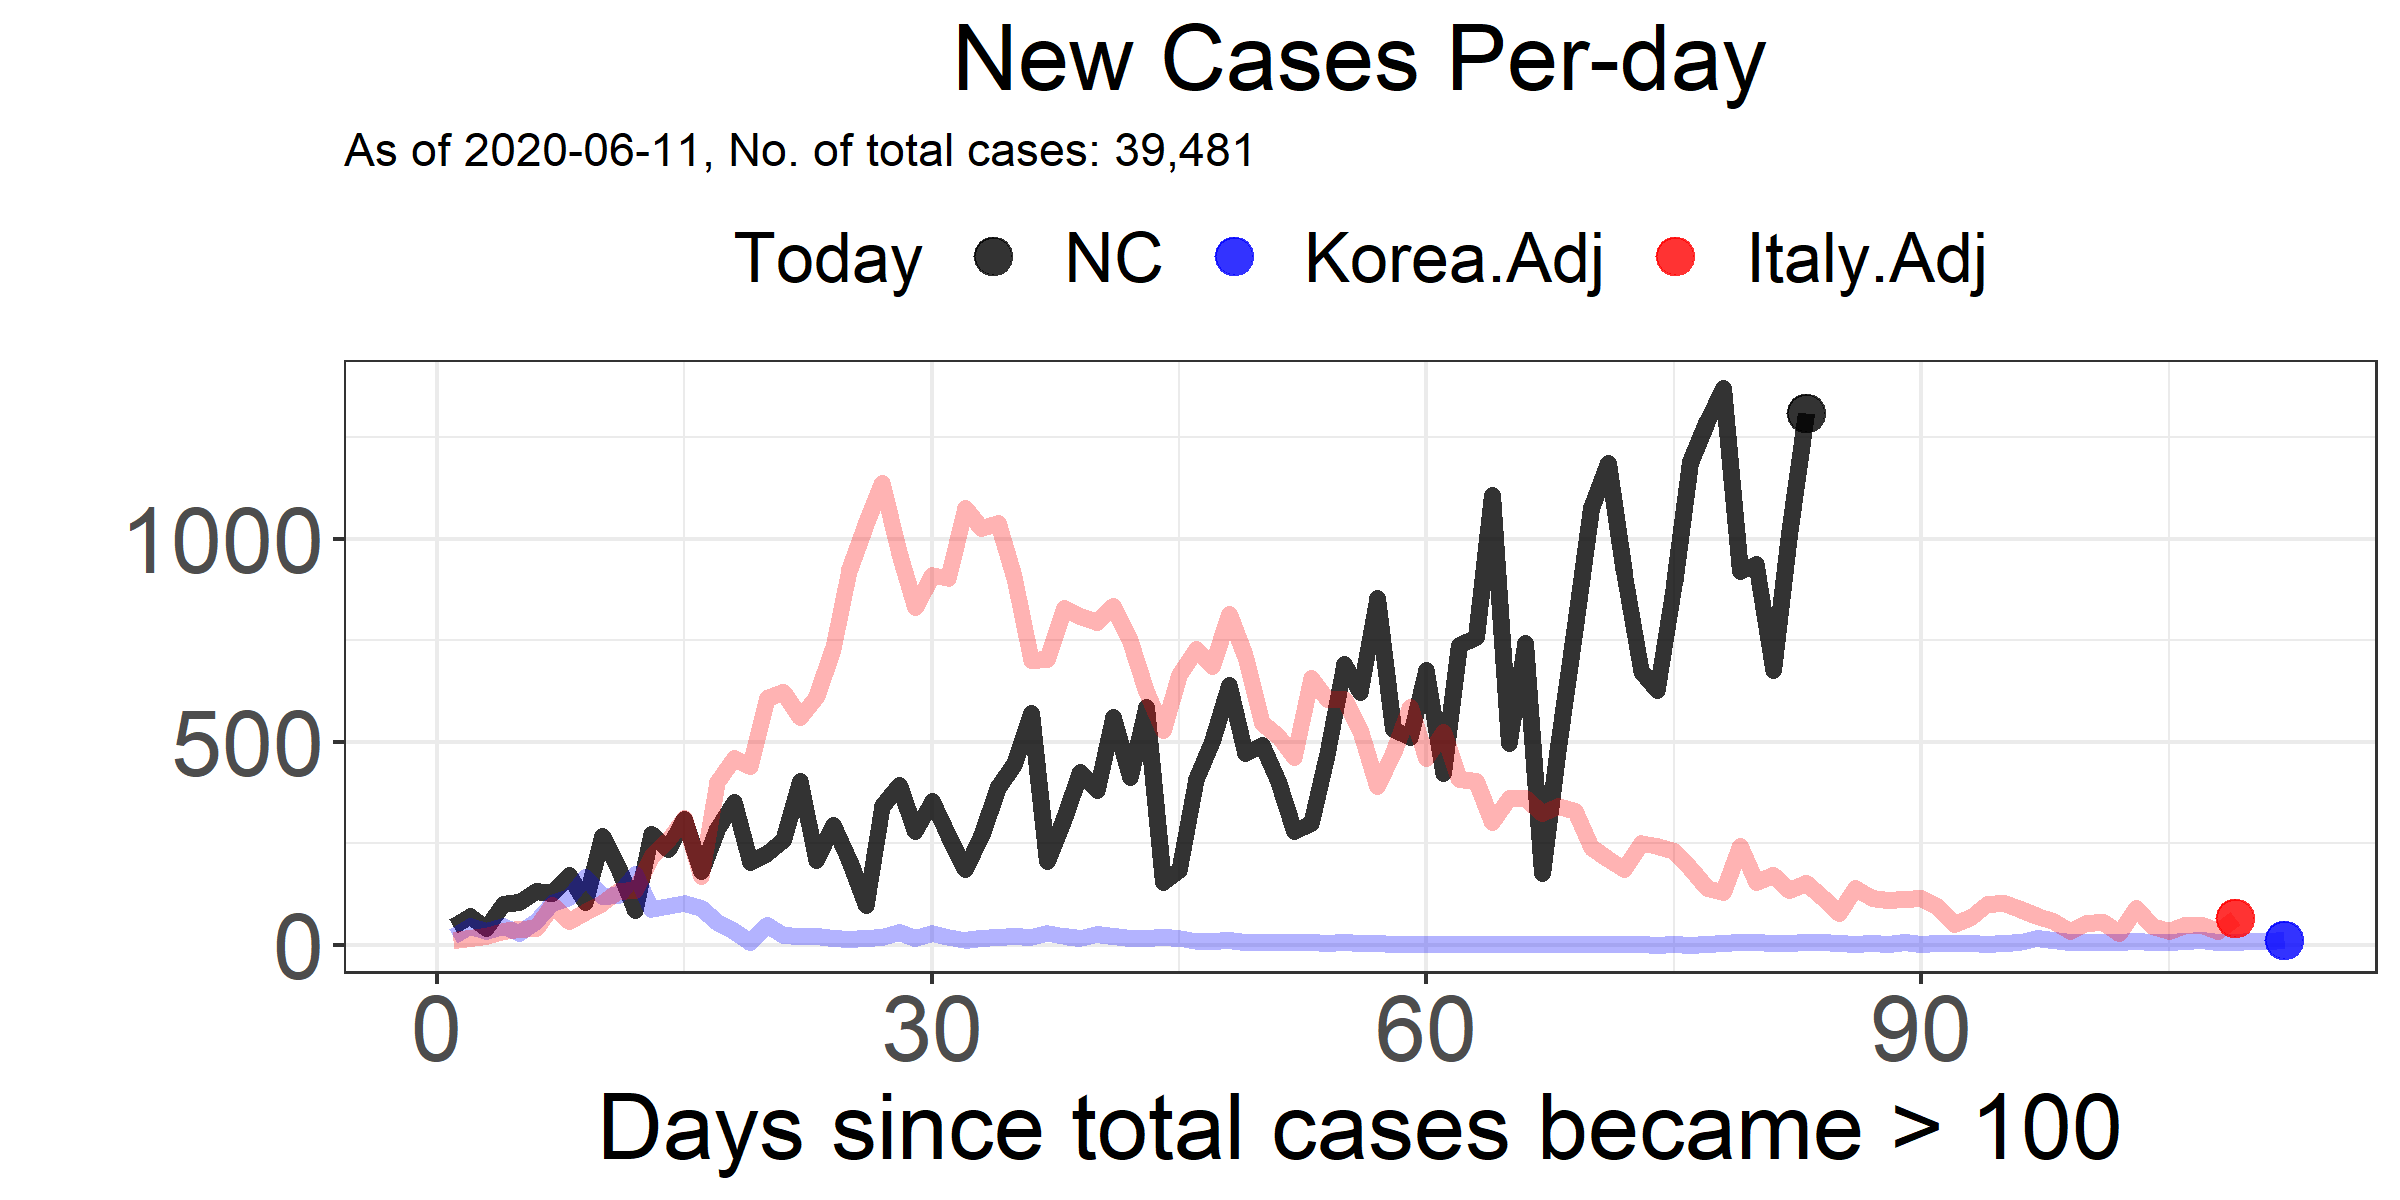 New Cases Per-day
As of 2020-06-11, No. of total cases: 39,481
Today NC Korea.Adj Italy.Adj
1000
500
0
0 30 60 90
Days since total cases became > 100